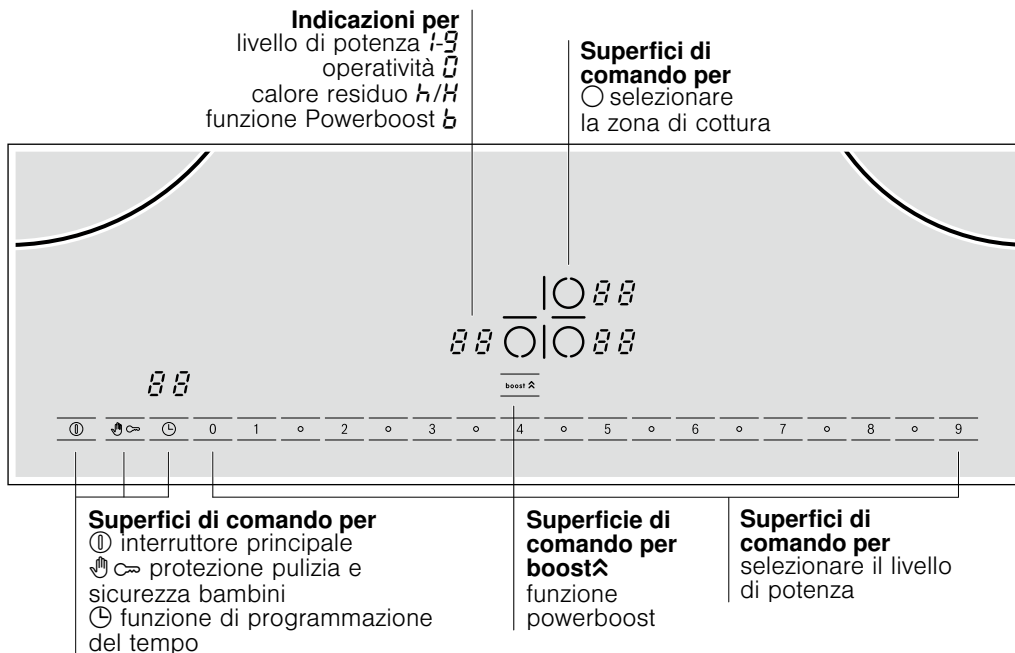 Indicazioni per
livello di potenza 1-9
operatività 0
calore residuo h/H
funzione Powerboost b
Superfici di
comando per
selezionare
la zona di cottura
88
88 88
88
boost
0 1 2 3 4 5 6 7 8 9
Superfici di comando per
interruttore principale
protezione pulizia e
sicurezza bambini
funzione di programmazione
del tempo
Superficie di
comando per
boost
funzione
powerboost
Superfici di
comando per
selezionare il livello
di potenza